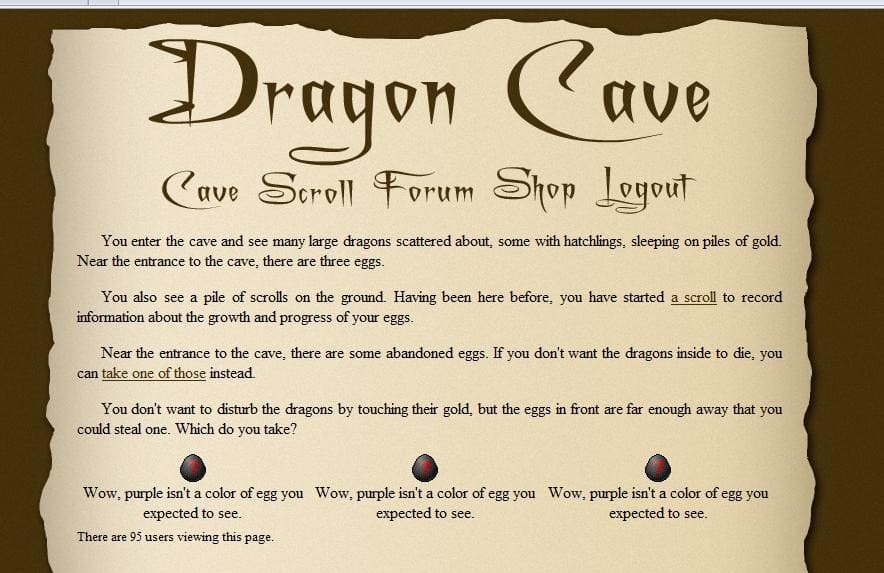 Dragon Cave
Cave Scroll Forum Shop Logout
You enter the cave and see many large dragons scattered about, some with hatchlings, sleeping on piles of gold.
Near the entrance to the cave, there are three eggs.
You also see a pile of scrolls on the ground. Having been here before, you have started a scroll to record
information about the growth and progress of your eggs.
Near the entrance to the cave, there are some abandoned eggs. If you don't want the dragons inside to die, you
can take one of those instead.
You don't want to disturb the dragons by touching their gold, but the eggs in front are far enough away that you
could steal one. Which do you take?
Wow, purple isn't a color of egg you expected to see.
Wow, purple isn't a color of egg you expected to see.
Wow, purple isn't a color of egg you expected to see.
There are 95 users viewing this page.